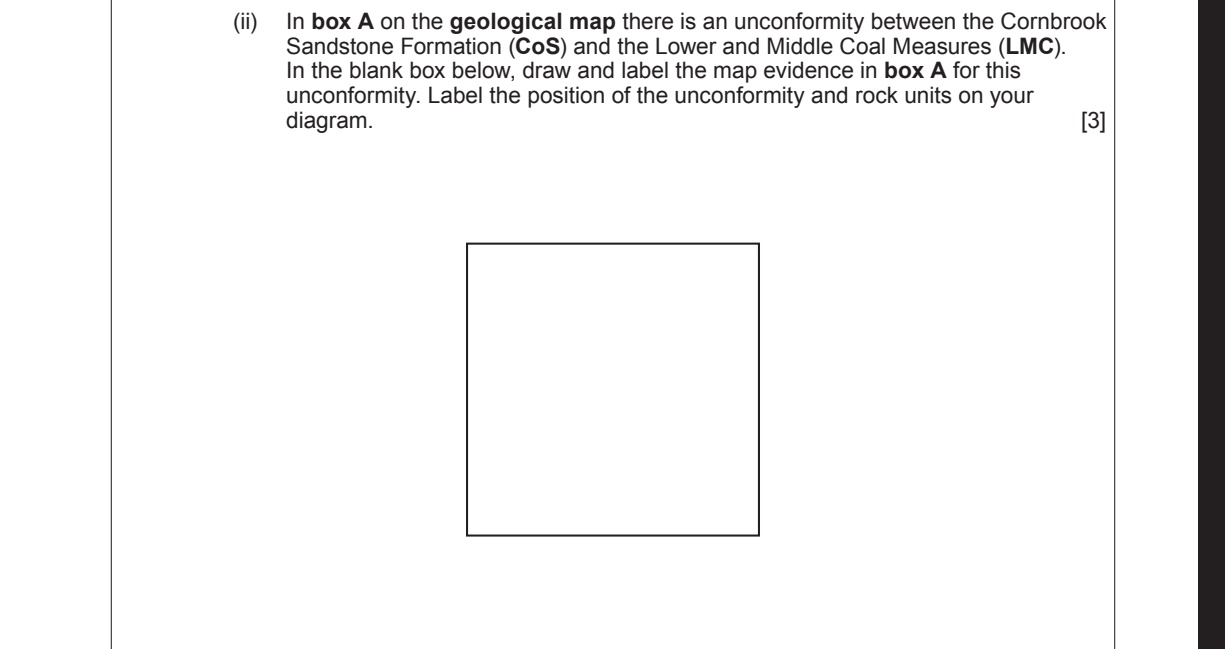 (ii) In box A on the geological map there is an unconformity between the Cornbrook
Sandstone Formation (CoS) and the Lower and Middle Coal Measures (LMC).
In the blank box below, draw and label the map evidence in box A for this
unconformity. Label the position of the unconformity and rock units on your
diagram. [3]